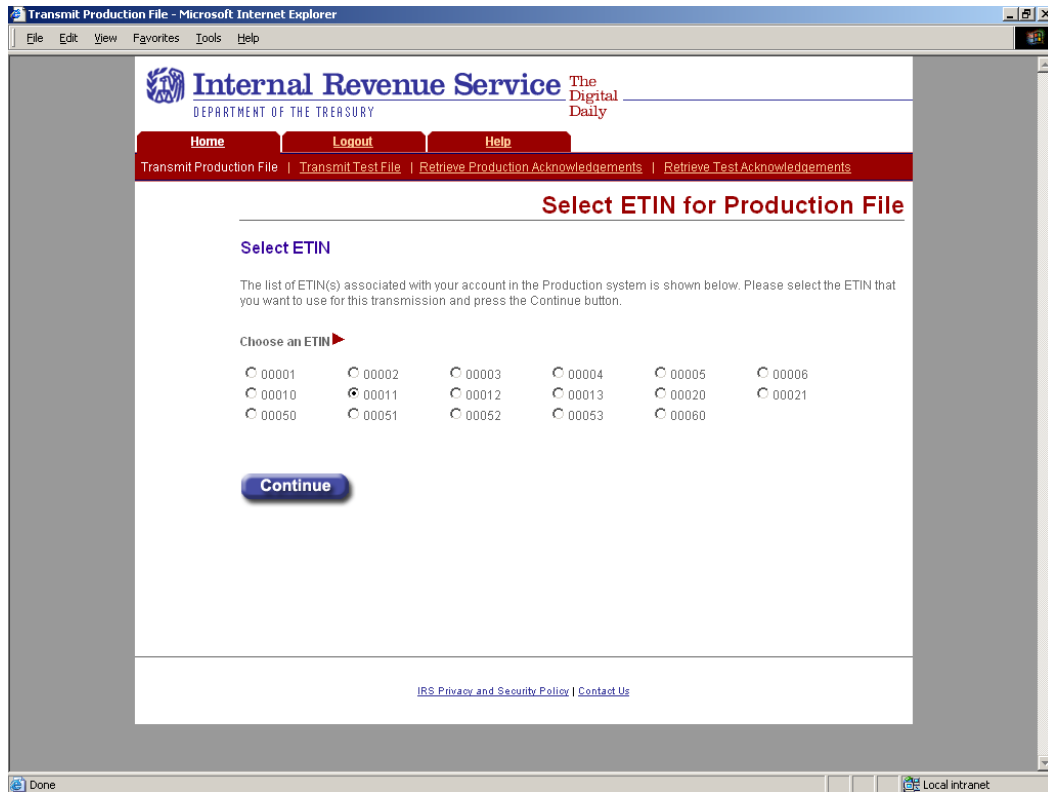 Transmit Production File - Microsoft Internet Explorer
File Edit View Favorites Tools Help
Internal Revenue Service
DEPARTMENT OF THE TREASURY
The
Digital
Daily
Home Logout Help
Transmit Production File | Transmit Test File | Retrieve Production Acknowledgements | Retrieve Test Acknowledgements
Select ETIN for Production File
Select ETIN
The list of ETIN(s) associated with your account in the Production system is shown below. Please select the ETIN that
you want to use for this transmission and press the Continue button.
Choose an ETIN
00001 00002 00003 00004 00005 00006
00010 00011 00012 00013 00020 00021
00050 00051 00052 00053 00060
Continue
IRS Privacy and Security Policy | Contact Us
Done Local intranet